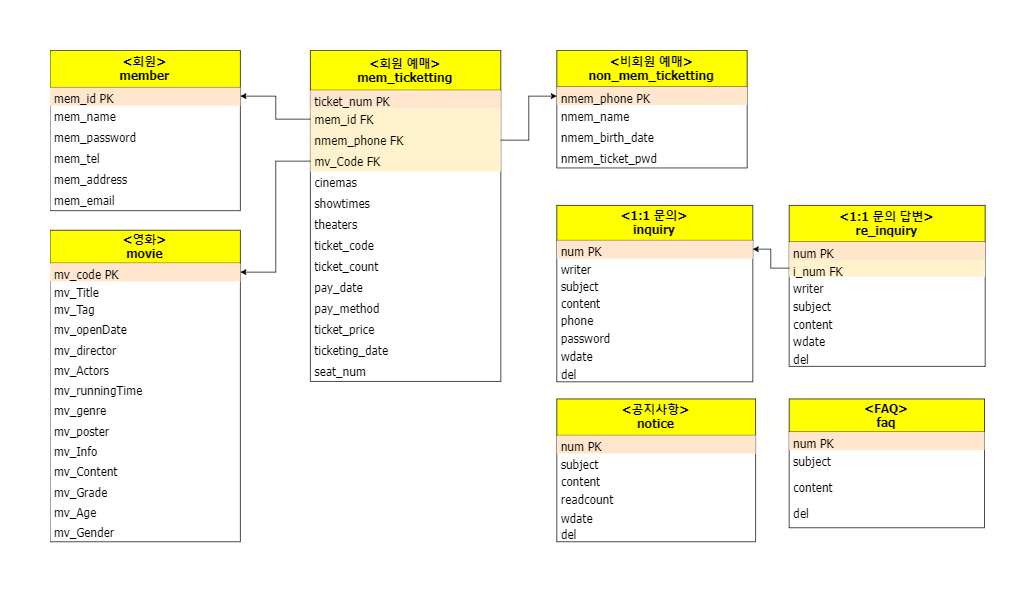 <회원>
member
mem_id PK
mem_name
mem_password
mem_tel
mem_address
mem_email
<영화>
movie
mv_code PK
mv_Title
mv_Tag
mv_openDate
mv_director
mv_Actors
mv_runningTime
mv_genre
mv_poster
mv_Info
mv_Content
mv_Grade
mv_Age
mv_Gender
<회원 예매>
mem_ticketting
ticket_num PK
mem_id FK
nmem_phone FK
mv_Code FK
cinemas
showtimes
theaters
ticket_code
ticket_count
pay_date
pay_method
ticket_price
ticketing_date
seat_num
<비회원 예매>
non_mem_ticketting
nmem_phone PK
nmem_name
nmem_birth_date
nmem_ticket_pwd
<1:1 문의>
inquiry
num PK
writer
subject
content
phone
password
wdate
del
<1:1 문의 답변>
re_inquiry
num PK
i_num FK
writer
subject
content
wdate
del
<공지사항>
notice
num PK
subject
content
readcount
wdate
del
<FAQ>
faq
num PK
subject
content
del